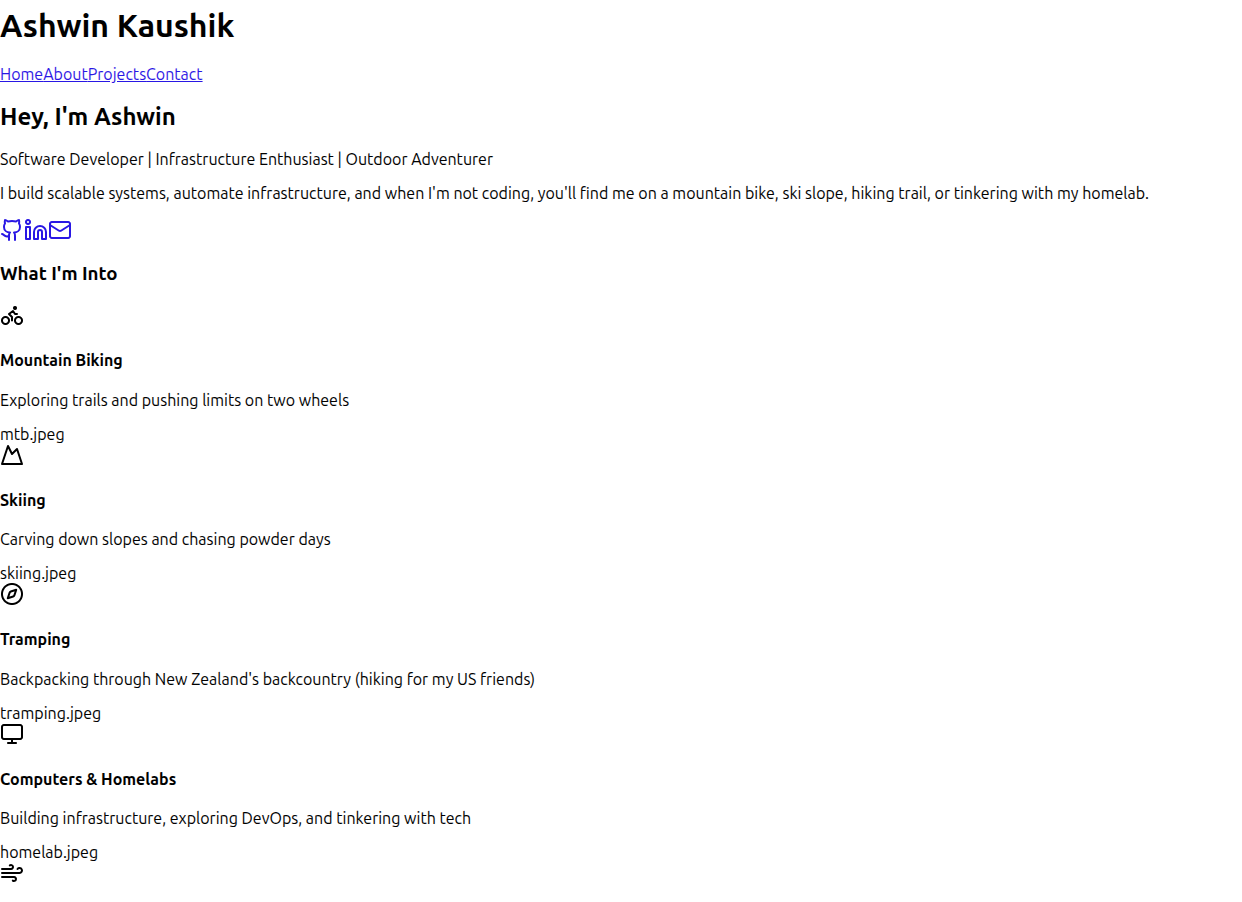 Ashwin Kaushik
HomeAboutProjectsContact
Hey, I'm Ashwin
Software Developer | Infrastructure Enthusiast | Outdoor Adventurer
I build scalable systems, automate infrastructure, and when I'm not coding, you'll find me on a mountain bike, ski slope, hiking trail, or tinkering with my homelab.
What I'm Into
Mountain Biking
Exploring trails and pushing limits on two wheels
mtb.jpeg
Skiing
Carving down slopes and chasing powder days
skiing.jpeg
Tramping
Backpacking through New Zealand's backcountry (hiking for my US friends)
tramping.jpeg
Computers & Homelabs
Building infrastructure, exploring DevOps, and tinkering with tech
homelab.jpeg